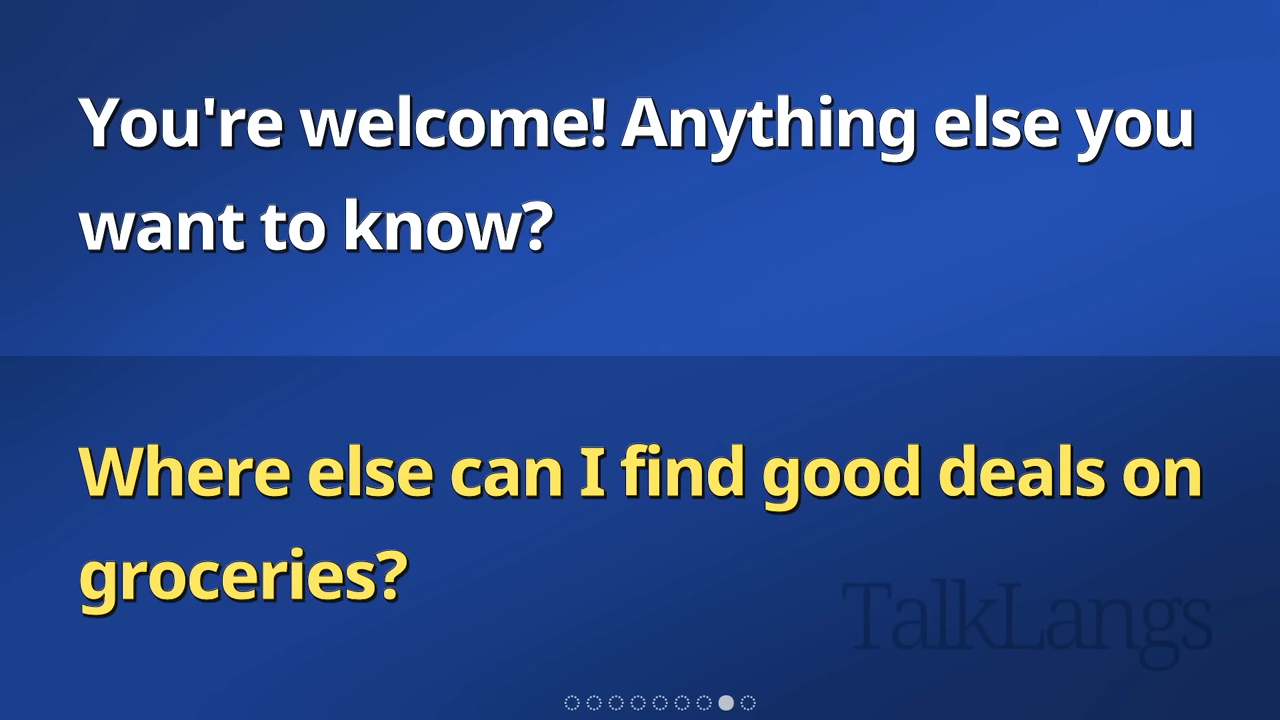 You're welcome! Anything else you
want to know?
Where else can I find good deals on
groceries?
TalkLangs